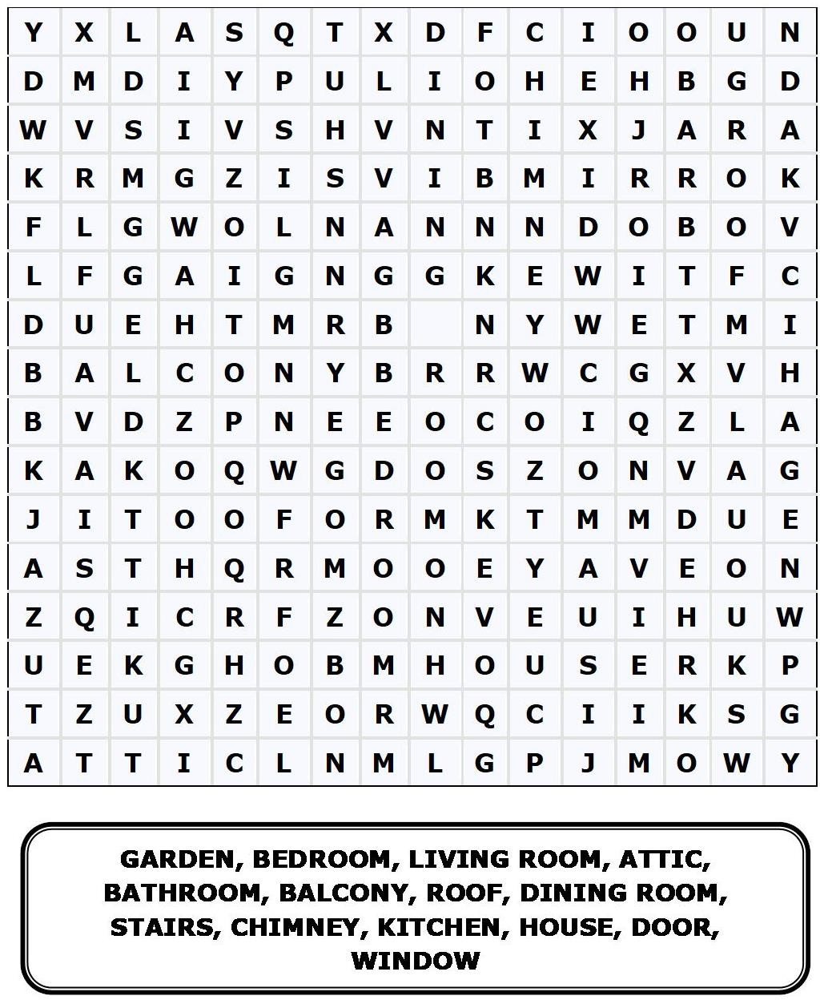 Y X L A S Q T X D F C I O O U N
D M D I Y P U L I O H E H B G D
W V S I V S H V N T I X J A R A
K R M G Z I S V I B M I R R O K
F L G W O L N A N N N D O B O V
L F G A I G N G G K E W I T F C
D U E H T M R B N Y W E T M I
B A L C O N Y B R R W C G X V H
B V D Z P N E E O C O I Q Z L A
K A K O Q W G D O S Z O N V A G
J I T O O F O R M K T M M D U E
A S T H Q R M O O E Y A V E O N
Z Q I C R F Z O N V E U I H U W
U E K G H O B M H O U S E R K P
T Z U X Z E O R W Q C I I K S G
A T T I C L N M L G P J M O W Y
GARDEN, BEDROOM, LIVING ROOM, ATTIC,
BATHROOM, BALCONY, ROOF, DINING ROOM,
STAIRS, CHIMNEY, KITCHEN, HOUSE, DOOR,
WINDOW